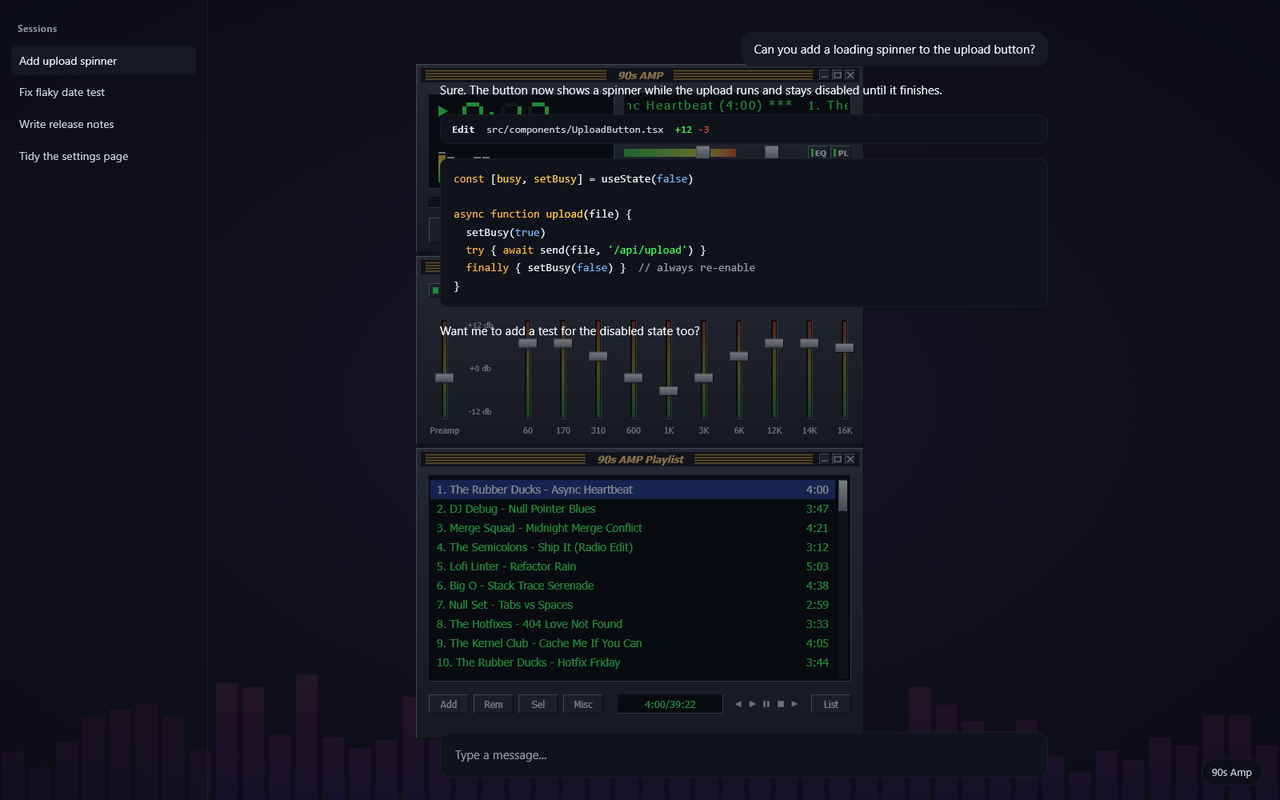 Sessions
Add upload spinner
Fix flaky date test
Write release notes
Tidy the settings page
Can you add a loading spinner to the upload button?
90s AMP
Sure. The button now shows a spinner while the upload runs and stays disabled until it finishes.
Heartbeat (4:00) *** 1.
Edit src/components/UploadButton.tsx +12 -3
EQ PL
const [busy, setBusy] = useState(false)
async function upload(file) {
setBusy(true)
try { await send(file, '/api/upload') }
finally { setBusy(false) } // always re-enable
}
Want me to add a test for the disabled state too?
+12 db
+0 db
-12 db
Preamp 60 170 310 600 1K 3K 6K 12K 14K 16K
90s AMP Playlist
1. The Rubber Ducks - Async Heartbeat 4:00
2. DJ Debug - Null Pointer Blues 3:47
3. Merge Squad - Midnight Merge Conflict 4:21
4. The Semicolons - Ship It (Radio Edit) 3:12
5. Lofi Linter - Refactor Rain 5:03
6. Big O - Stack Trace Serenade 4:38
7. Null Set - Tabs vs Spaces 2:59
8. The Hotfixes - 404 Love Not Found 3:33
9. The Kernel Club - Cache Me If You Can 4:05
10. The Rubber Ducks - Hotfix Friday 3:44
Add Rem Sel Misc 4:00/39:22 List
Type a message...
90s Amp